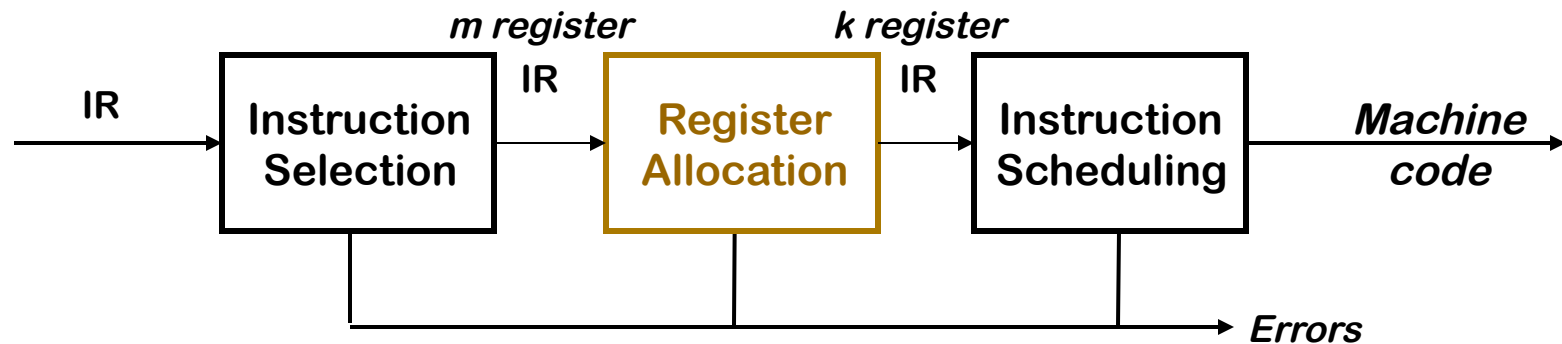 m register
IR
k register
IR
IR
Instruction
Selection
Register
Allocation
Instruction
Scheduling
Machine
code
Errors